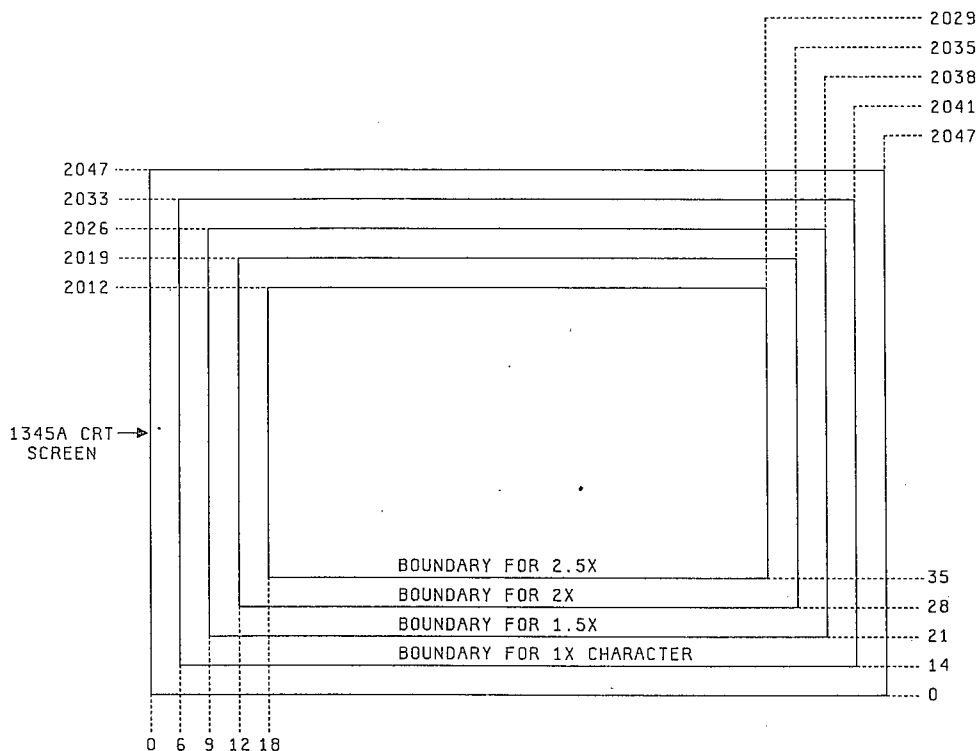 2029
2035
2038
2041
2047
2047
2033
2026
2019
2012
1345A CRT
SCREEN
BOUNDARY FOR 2.5X
35
BOUNDARY FOR 2X
28
BOUNDARY FOR 1.5X
21
BOUNDARY FOR 1X CHARACTER
14
0
0 6 9 12 18